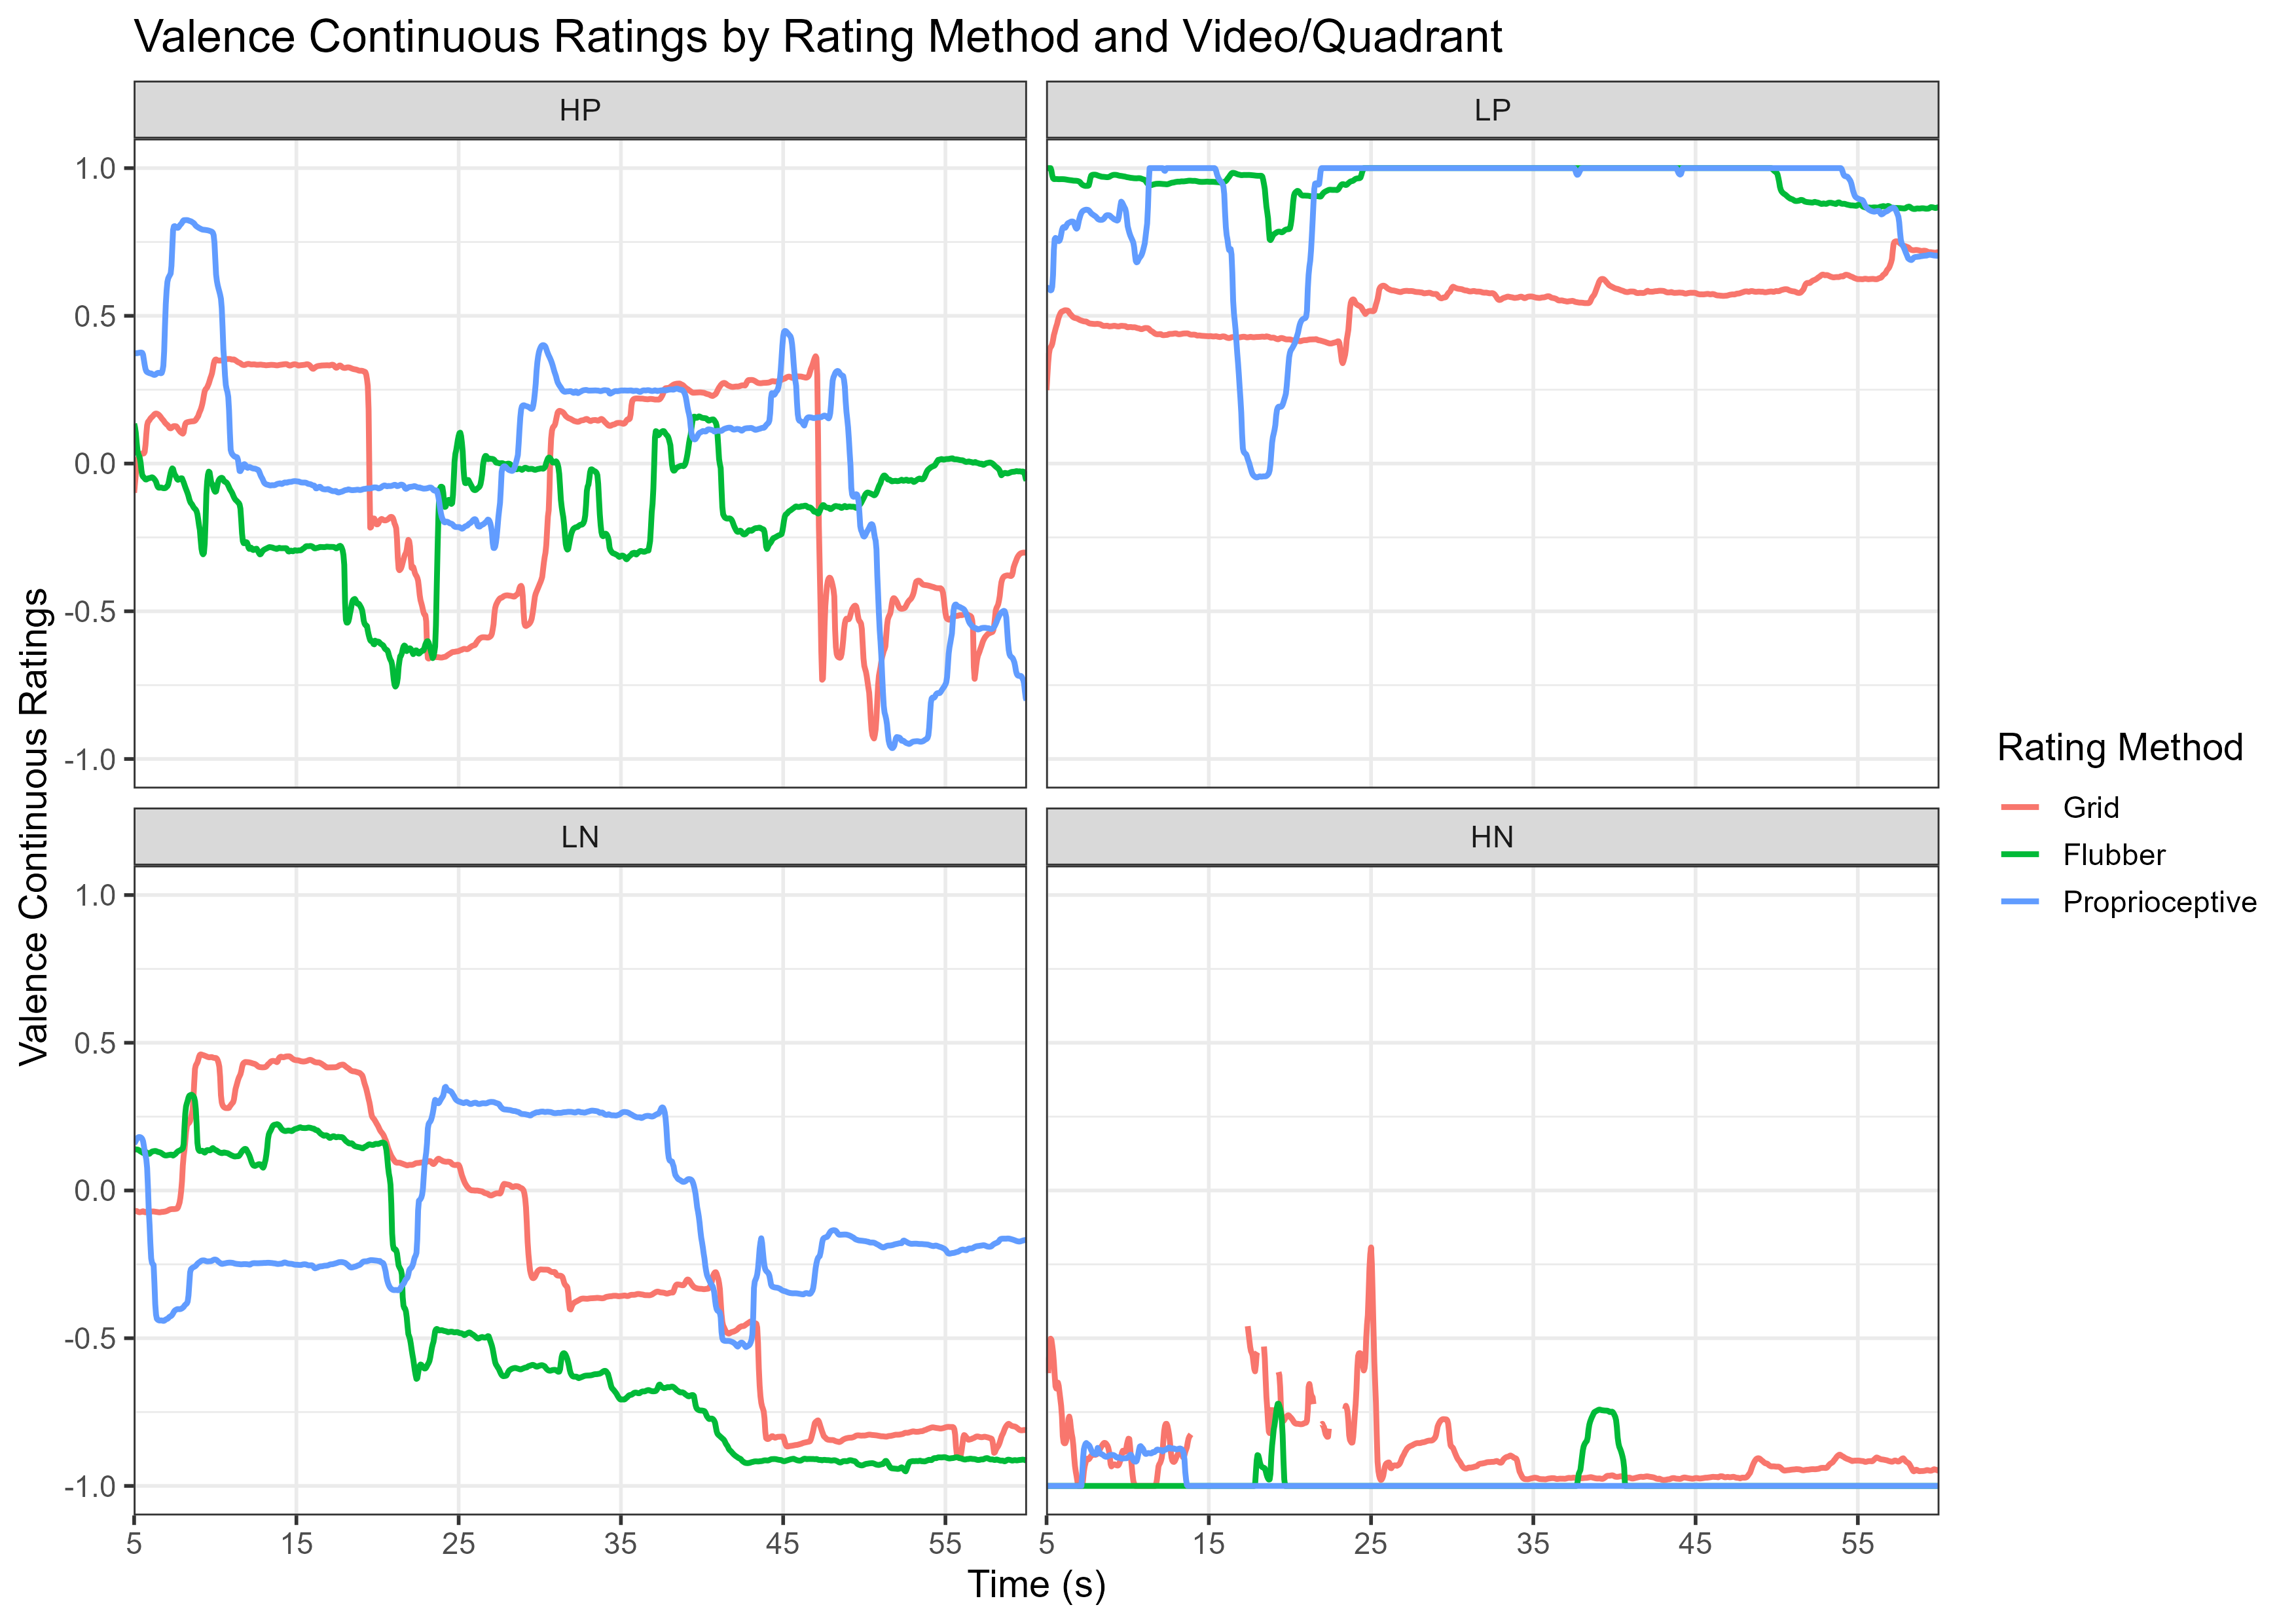 Valence Continuous Ratings by Rating Method and Video/Quadrant
HP
LP
1.0
0.5
0.0
-0.5
-1.0
LN
HN
1.0
0.5
0.0
-0.5
-1.0
5 15 25 35 45 55
5 15 25 35 45 55
Time (s)
Valence Continuous Ratings
Rating Method
Grid
Flubber
Proprioceptive